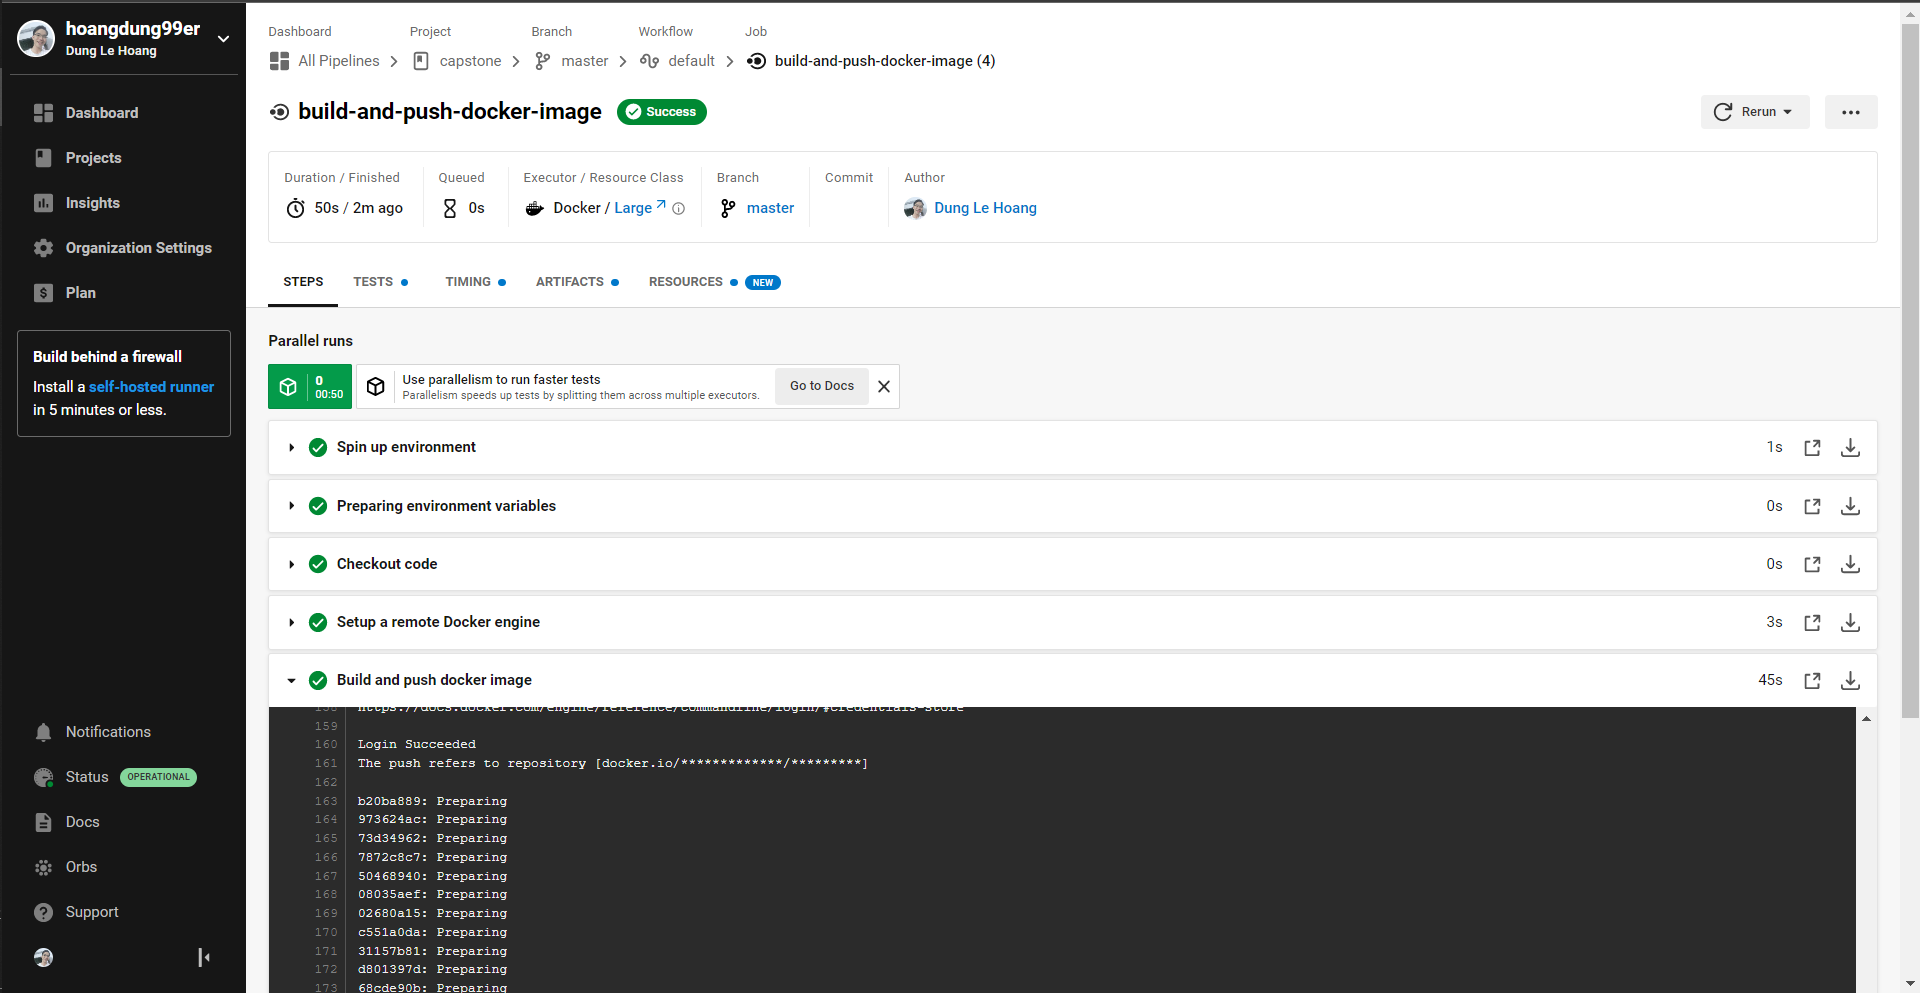 hoangdung99er
Dung Le Hoang
Dashboard
Projects
Insights
Organization Settings
Plan
Build behind a firewall
Install a self-hosted runner
in 5 minutes or less.
Notifications
Status OPERATIONAL
Docs
Orbs
Support
Dashboard Project Branch Workflow Job
All Pipelines capstone master default build-and-push-docker-image (4)
build-and-push-docker-image Success
Rerun
Duration / Finished Queued Executor / Resource Class Branch Commit Author
50s / 2m ago 0s Docker / Large master Dung Le Hoang
STEPS TESTS TIMING ARTIFACTS RESOURCES NEW
Parallel runs
0
00:50
Use parallelism to run faster tests
Parallelism speeds up tests by splitting them across multiple executors.
Go to Docs
Spin up environment 1s
Preparing environment variables 0s
Checkout code 0s
Setup a remote Docker engine 3s
Build and push docker image 45s
158 https://docs.docker.com/engine/reference/commandline/login/#credentials-store
159
160 Login Succeeded
161 The push refers to repository [docker.io/*************/*********]
162
163 b20ba889: Preparing
164 973624ac: Preparing
165 73d34962: Preparing
166 7872c8c7: Preparing
167 50468940: Preparing
168 08035aef: Preparing
169 02680a15: Preparing
170 c551a0da: Preparing
171 31157b81: Preparing
172 d801397d: Preparing
173 68cde90b: Preparing